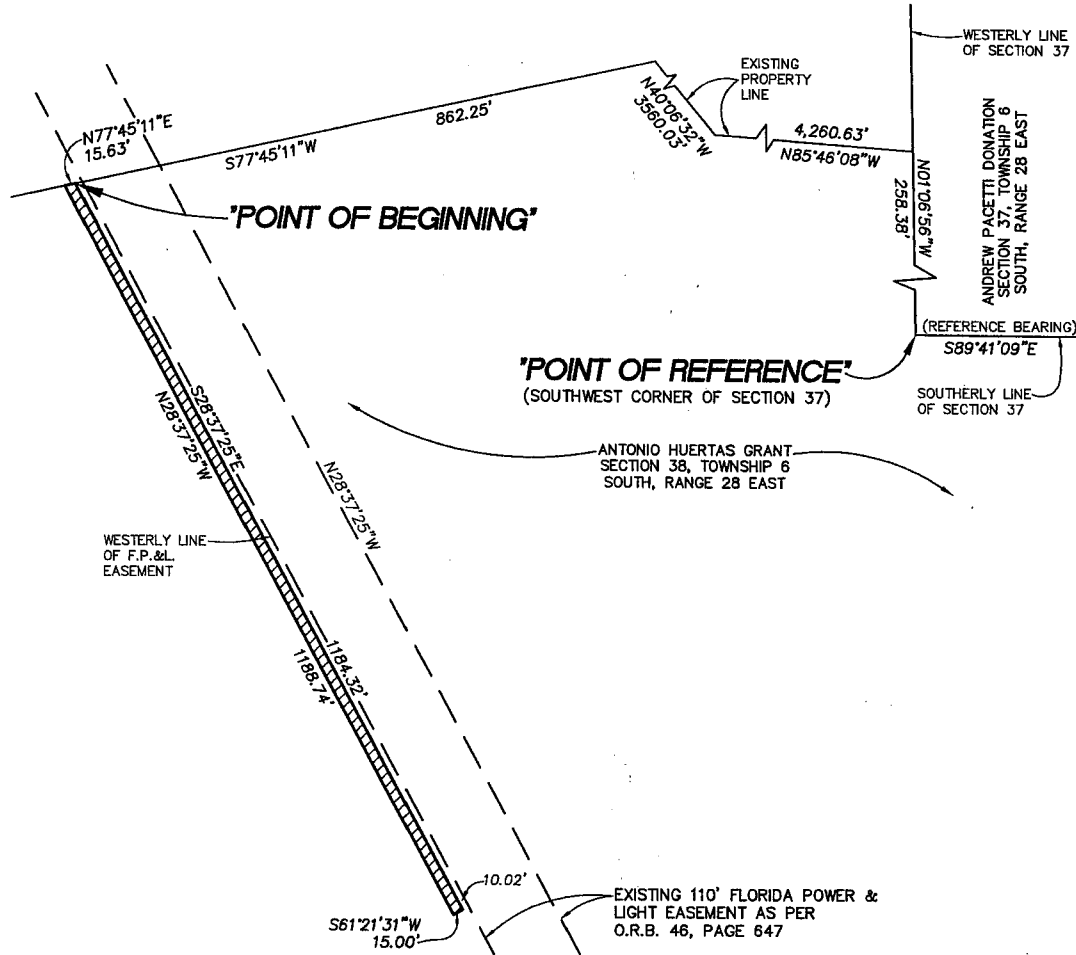 WESTERLY LINE
OF SECTION 37
EXISTING
PROPERTY
LINE
N77°45'11"E
15.63'
862.25'
S77°45'11"W
N40°06'32"W
3560.03'
4,260.63'
N85°46'08"W
N01°06'56"W
258.38'
ANDREW PACETTI DONATION
SECTION 37, TOWNSHIP 6
SOUTH, RANGE 28 EAST
"POINT OF BEGINNING"
(REFERENCE BEARING)
S89°41'09"E
"POINT OF REFERENCE"
(SOUTHWEST CORNER OF SECTION 37)
SOUTHERLY LINE
OF SECTION 37
S28°37'25"E
N28°37'25"W
N28°37'25"W
ANTONIO HUERTAS GRANT
SECTION 38, TOWNSHIP 6
SOUTH, RANGE 28 EAST
WESTERLY LINE
OF F.P.&L.
EASEMENT
1184.32'
1188.74'
10.02'
S61°21'31"W
15.00'
EXISTING 110' FLORIDA POWER &
LIGHT EASEMENT AS PER
O.R.B. 46, PAGE 647